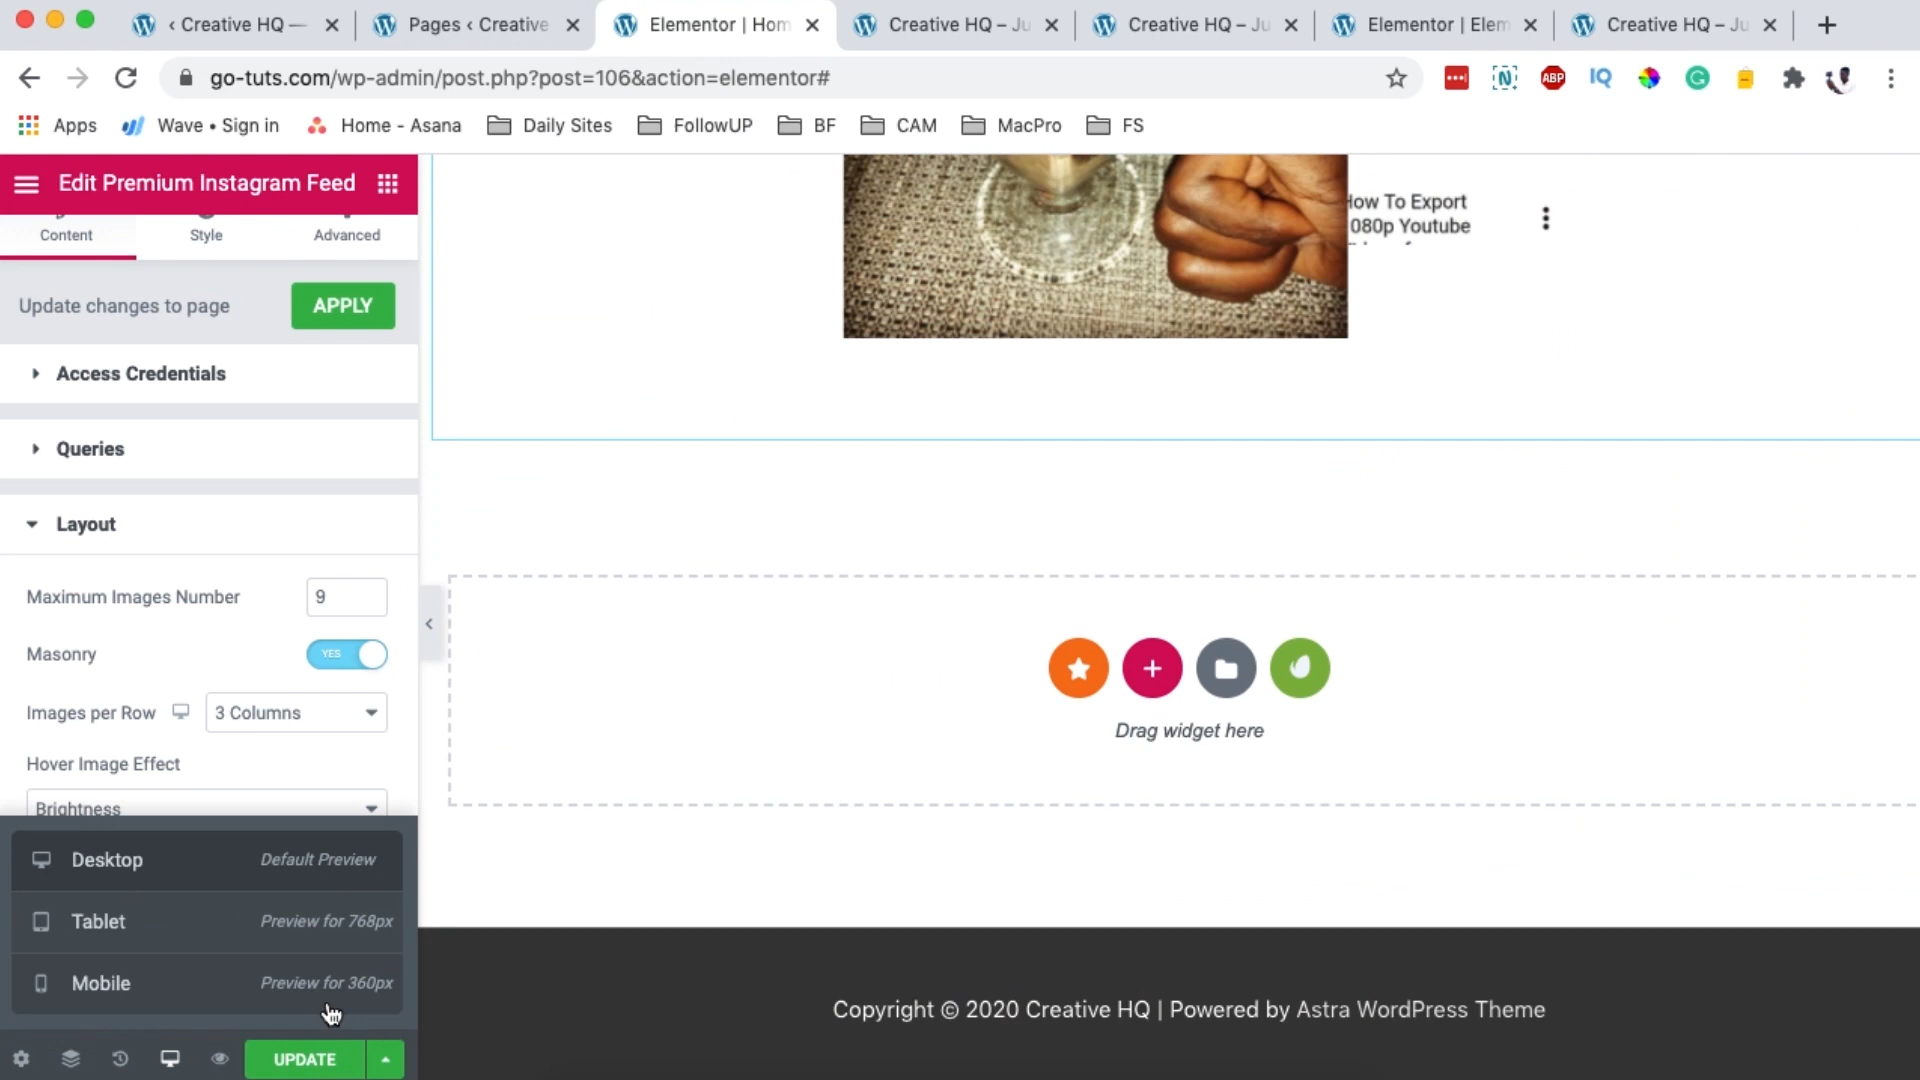 ‹ Creative HQ —
Pages ‹ Creative
Elementor | Hom
Creative HQ – Ju
Creative HQ – Ju
Elementor | Elem
Creative HQ – Ju
go-tuts.com/wp-admin/post.php?post=106&action=elementor#
ABP
IQ
Apps
Wave • Sign in
Home - Asana
Daily Sites
FollowUP
BF
CAM
MacPro
FS
Edit Premium Instagram Feed
Content
Style
Advanced
Update changes to page
APPLY
Access Credentials
Queries
Layout
Maximum Images Number
9
Masonry
YES
Images per Row
3 Columns
Hover Image Effect
Brightness
Desktop
Default Preview
Tablet
Preview for 768px
Mobile
Preview for 360px
UPDATE
How To Export
080p Youtube
Drag widget here
Copyright © 2020 Creative HQ | Powered by Astra WordPress Theme